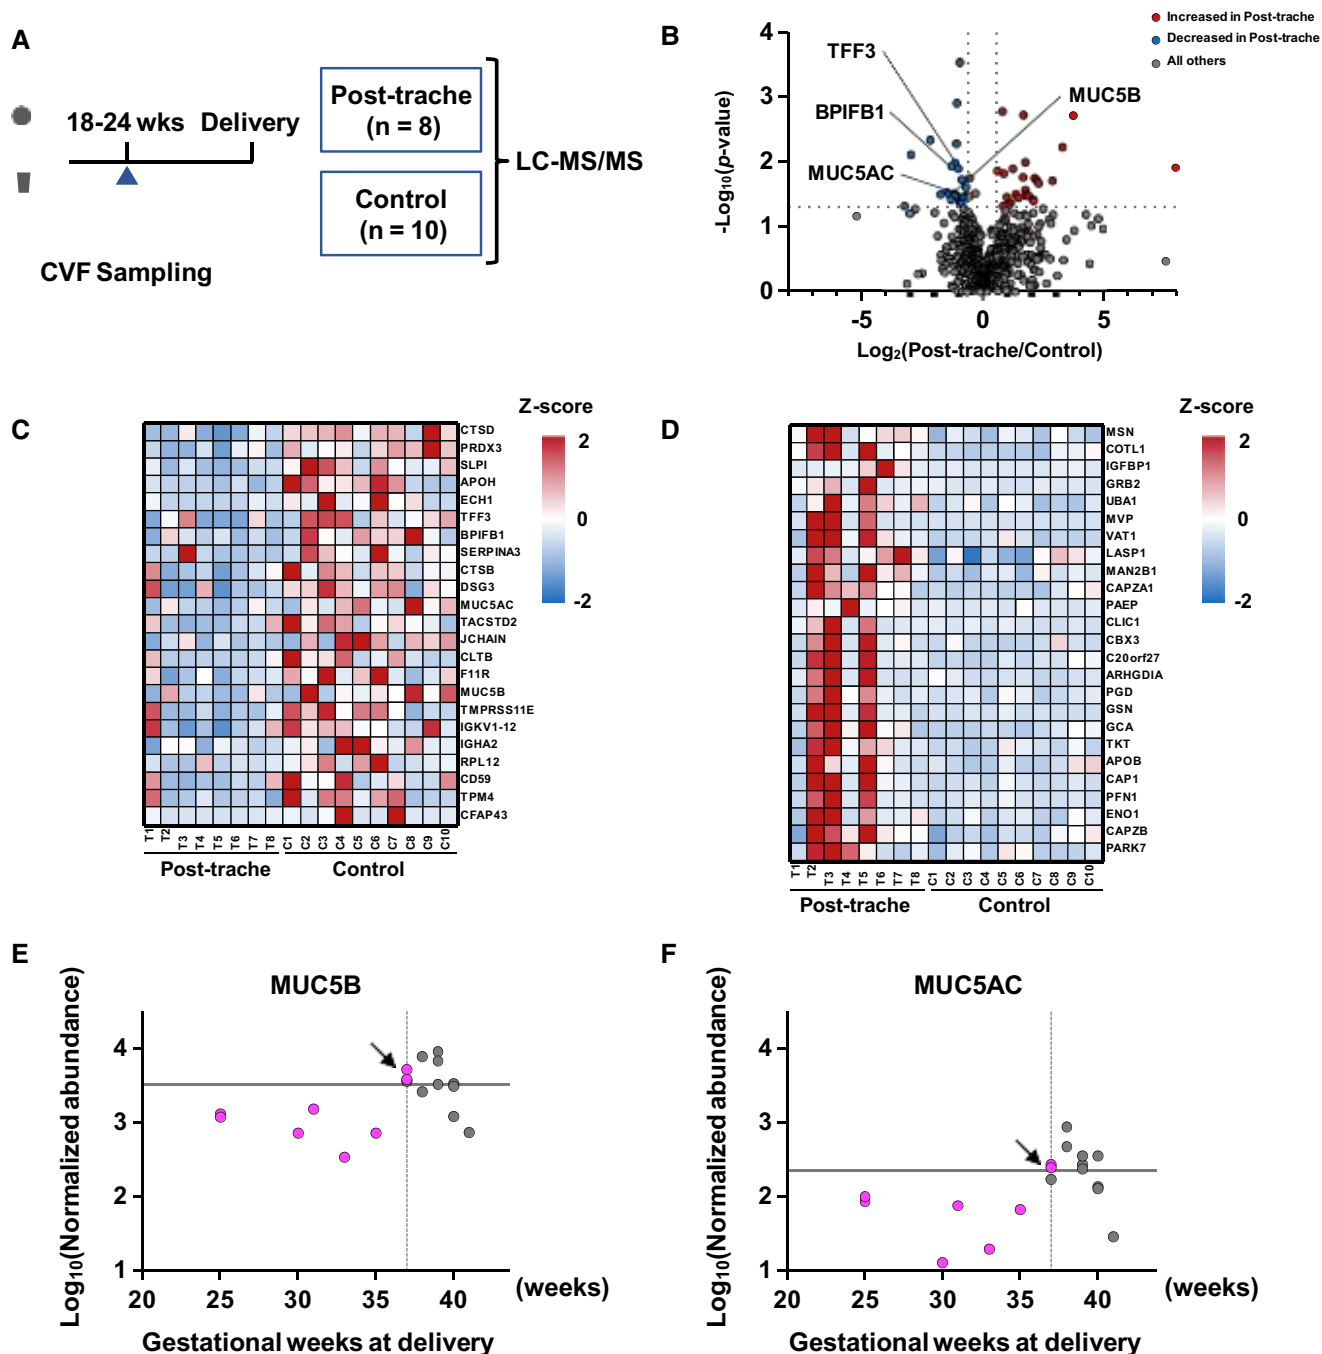 A
18-24 wks Delivery
CVF Sampling
Post-trache
(n = 8)
Control
(n = 10)
LC-MS/MS
B
Increased in Post-trache
Decreased in Post-trache
All others
TFF3
BPIFB1
MUC5AC
MUC5B
-Log10(p-value)
4
3
2
1
0
-5 0 5
Log2(Post-trache/Control)
C
Z-score
2
0
-2
CTSD
PRDX3
SLPI
APOH
ECH1
TFF3
BPIFB1
SERPINA3
CTSB
DSG3
MUC5AC
TACSTD2
JCHAIN
CLTB
F11R
MUC5B
TMPRSS11E
IGKV1-12
IGHA2
RPL12
CD59
TPM4
CFAP43
T1 T2 T3 T4 T5 T6 T7 T8 C1 C2 C3 C4 C5 C6 C7 C8 C9 C10
Post-trache Control
D
Z-score
2
0
-2
MSN
COTL1
IGFBP1
GRB2
UBA1
MVP
VAT1
LASP1
MAN2B1
CAPZA1
PAEP
CLIC1
CBX3
C20orf27
ARHGDIA
PGD
GSN
GCA
TKT
APOB
CAP1
PFN1
ENO1
CAPZB
PARK7
T1 T2 T3 T4 T5 T6 T7 T8 C1 C2 C3 C4 C5 C6 C7 C8 C9 C10
Post-trache Control
E
MUC5B
Log10(Normalized abundance)
4
3
2
1
20 25 30 35 40 (weeks)
Gestational weeks at delivery
F
MUC5AC
Log10(Normalized abundance)
4
3
2
1
20 25 30 35 40 (weeks)
Gestational weeks at delivery